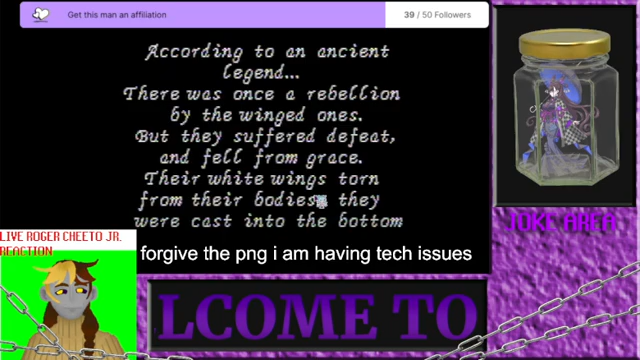 Get this man an affiliation
39 / 50 Followers
According to an ancient
legend...
There was once a rebellion
by the winged ones.
But they suffered defeat,
and fell from grace.
Their white wings torn
from their bodies, they
were cast into the bottom
LIVE ROGER CHEETO JR.
REACTION
forgive the png i am having tech issues
JOKE AREA
LCOME TO